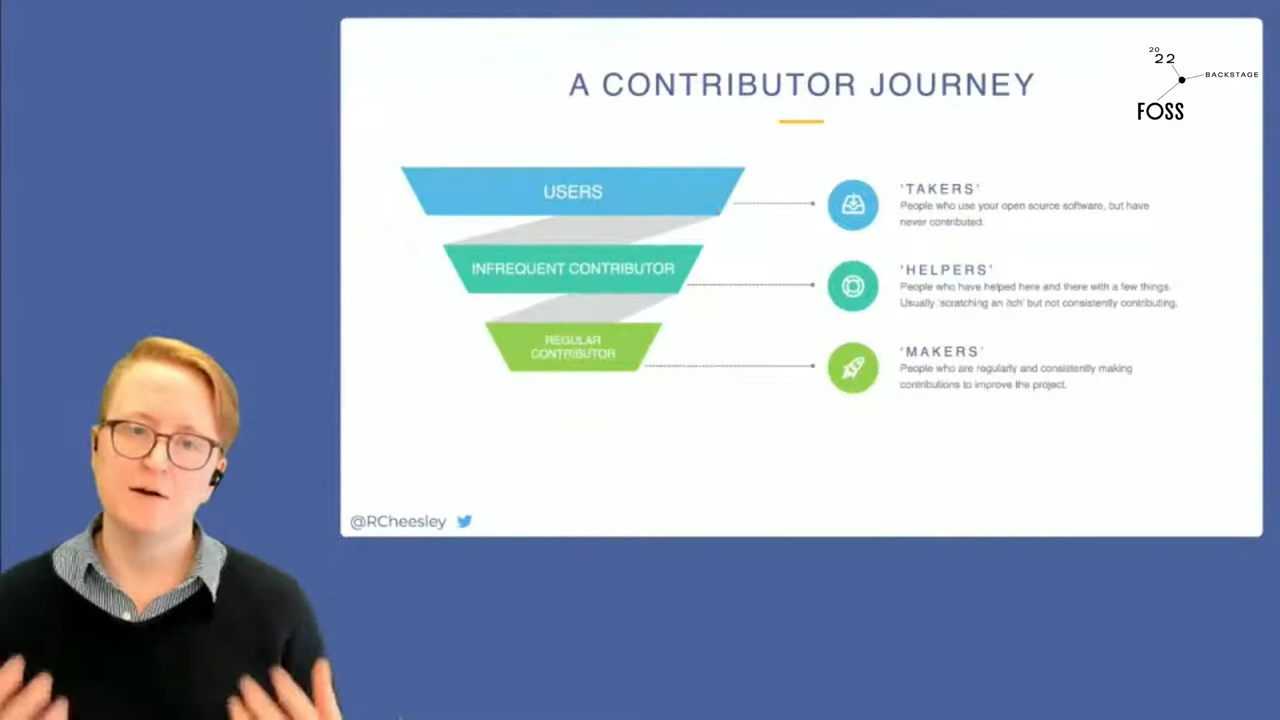 A CONTRIBUTOR JOURNEY
20
22
BACKSTAGE
FOSS
USERS
INFREQUENT CONTRIBUTOR
REGULAR
CONTRIBUTOR
'TAKERS'
People who use your open source software, but have
never contributed.
'HELPERS'
People who have helped here and there with a few things.
Usually 'scratching an itch' but not consistently contributing.
'MAKERS'
People who are regularly and consistently making
contributions to improve the project.
@RCheesley